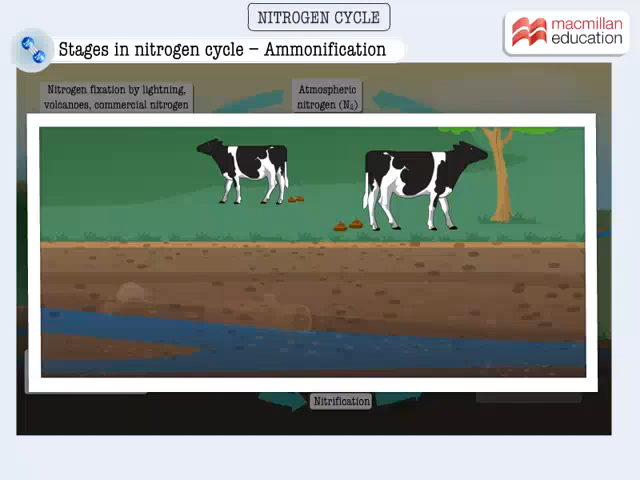 NITROGEN CYCLE
macmillan
education
Stages in nitrogen cycle – Ammonification
Nitrogen fixation by lightning,
volcanoes, commercial nitrogen
Atmospheric
nitrogen (N₂)
Nitrification